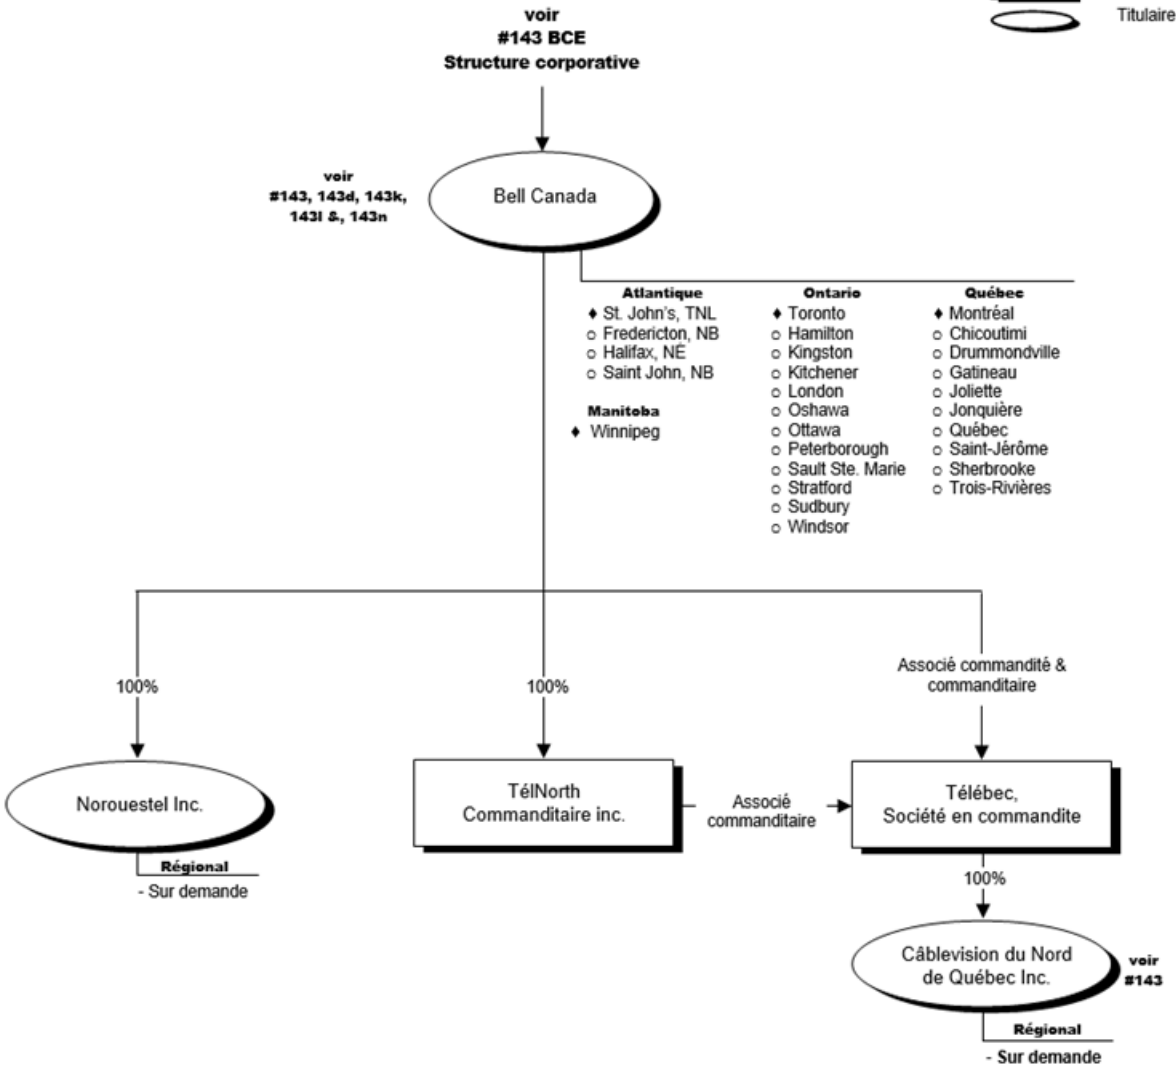 Titulaire
voir
#143 BCE
Structure corporative
voir
#143, 143d, 143k,
143l &, 143n
Bell Canada
Atlantique
♦ St. John's, TNL
o Fredericton, NB
o Halifax, NÉ
o Saint John, NB
Manitoba
♦ Winnipeg
Ontario
♦ Toronto
o Hamilton
o Kingston
o Kitchener
o London
o Oshawa
o Ottawa
o Peterborough
o Sault Ste. Marie
o Stratford
o Sudbury
o Windsor
Québec
♦ Montréal
o Chicoutimi
o Drummondville
o Gatineau
o Joliette
o Jonquière
o Québec
o Saint-Jérôme
o Sherbrooke
o Trois-Rivières
100%
100%
Associé commandité &
commanditaire
Norouestel Inc.
Régional
- Sur demande
TélNorth
Commanditaire inc.
Associé
commanditaire
Télébec,
Société en commandite
100%
Câblevision du Nord
de Québec Inc.
voir
#143
Régional
- Sur demande